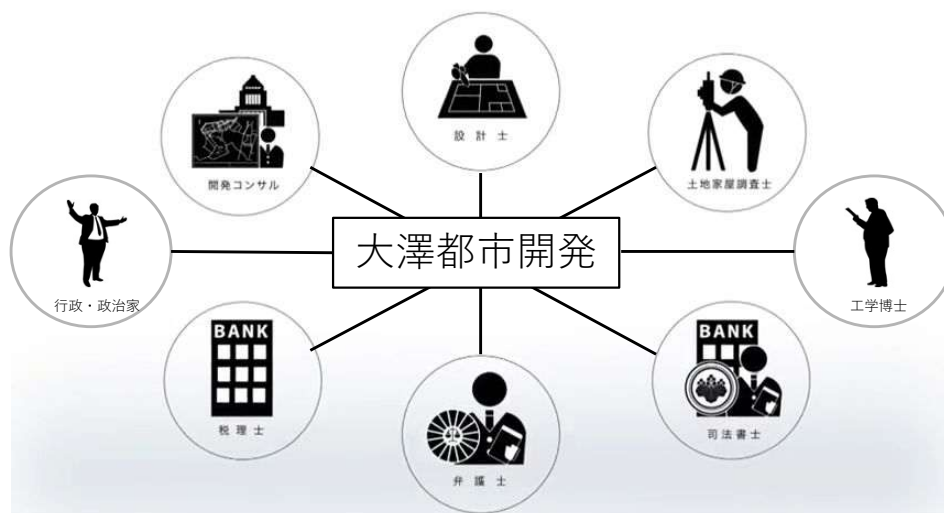 設計士
開発コンサル
土地家屋調査士
行政・政治家
大澤都市開発
工学博士
BANK
税理士
弁護士
BANK
司法書士